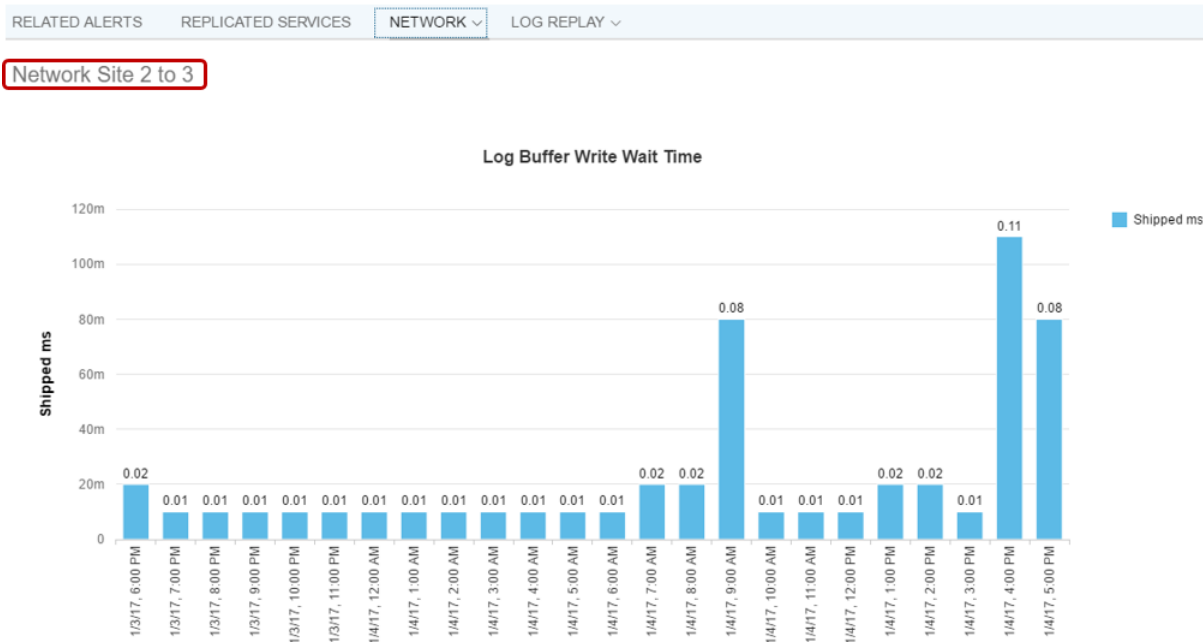 RELATED ALERTS REPLICATED SERVICES NETWORK LOG REPLAY
Network Site 2 to 3
Log Buffer Write Wait Time
Shipped ms
120m
100m
80m
60m
40m
20m
0
0.02 0.01 0.01 0.01 0.01 0.01 0.01 0.01 0.01 0.01 0.01 0.01 0.01 0.02 0.02 0.08 0.01 0.01 0.01 0.02 0.02 0.01 0.11 0.08
Shipped ms
1/3/17, 6:00 PM
1/3/17, 7:00 PM
1/3/17, 8:00 PM
1/3/17, 9:00 PM
1/3/17, 10:00 PM
1/3/17, 11:00 PM
1/4/17, 12:00 AM
1/4/17, 1:00 AM
1/4/17, 2:00 AM
1/4/17, 3:00 AM
1/4/17, 4:00 AM
1/4/17, 5:00 AM
1/4/17, 6:00 AM
1/4/17, 7:00 AM
1/4/17, 8:00 AM
1/4/17, 9:00 AM
1/4/17, 10:00 AM
1/4/17, 11:00 AM
1/4/17, 12:00 PM
1/4/17, 1:00 PM
1/4/17, 2:00 PM
1/4/17, 3:00 PM
1/4/17, 4:00 PM
1/4/17, 5:00 PM